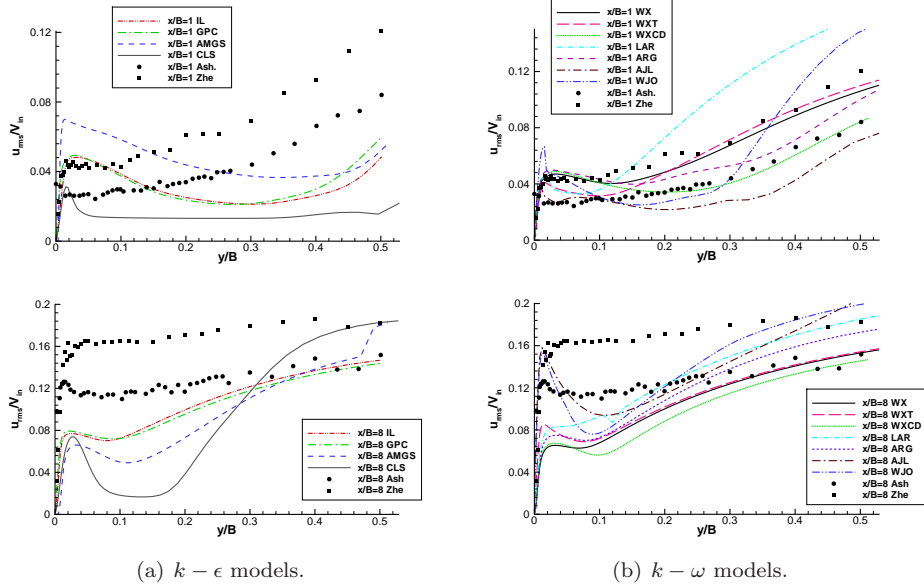 x/B=1 IL
x/B=1 GPC
x/B=1 AMGS
x/B=1 CLS
x/B=1 Ash.
x/B=1 Zhe
0.12
0.08
0.04
0
u_rms/V_in
0 0.1 0.2 0.3 0.4 0.5
y/B
x/B=1 WX
x/B=1 WXT
x/B=1 WXCD
x/B=1 LAR
x/B=1 ARG
x/B=1 AJL
x/B=1 WJO
x/B=1 Ash.
x/B=1 Zhe
0.12
0.08
0.04
0
u_rms/V_in
0 0.1 0.2 0.3 0.4 0.5
y/B
0.2
0.16
0.12
0.08
0.04
0
u_rms/V_in
x/B=8 IL
x/B=8 GPC
x/B=8 AMGS
x/B=8 CLS
x/B=8 Ash
x/B=8 Zhe
0 0.1 0.2 0.3 0.4 0.5
y/B
0.2
0.16
0.12
0.08
0.04
0
u_rms/V_in
x/B=8 WX
x/B=8 WXT
x/B=8 WXCD
x/B=8 LAR
x/B=8 ARG
x/B=8 AJL
x/B=8 WJO
x/B=8 Ash
x/B=8 Zhe
0 0.1 0.2 0.3 0.4 0.5
y/B
(a) k − ϵ models.
(b) k − ω models.